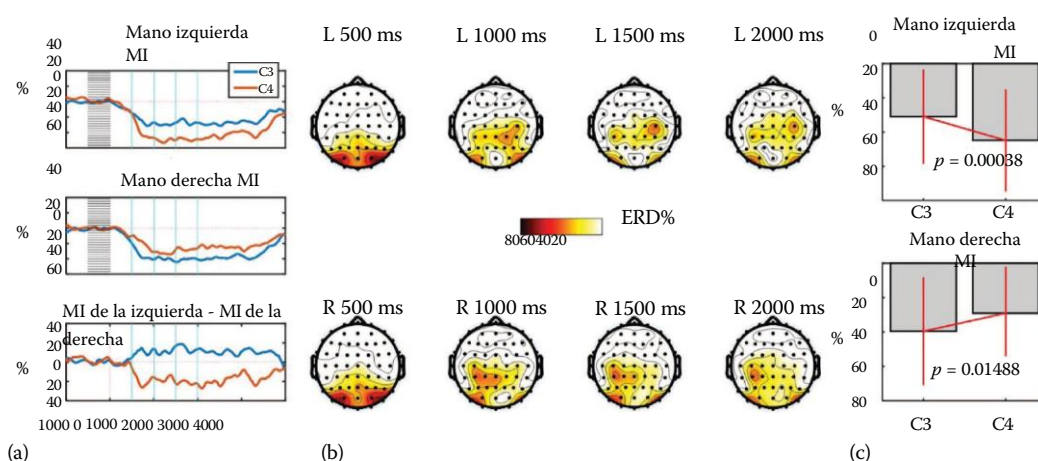 40
20
0
20
40
60
%
Mano izquierda
MI
C3
C4
40
20
0
20
40
60
%
Mano derecha MI
MI de la izquierda - MI de la
derecha
40
20
0
20
40
%
1000 0 1000 2000 3000 4000
(a)
L 500 ms L 1000 ms L 1500 ms L 2000 ms
80604020 ERD%
R 500 ms R 1000 ms R 1500 ms R 2000 ms
(b)
Mano izquierda
MI
0
20
40
60
80
%
p = 0.00038
C3 C4
Mano derecha
MI
0
20
40
60
80
%
p = 0.01488
C3 C4
(c)